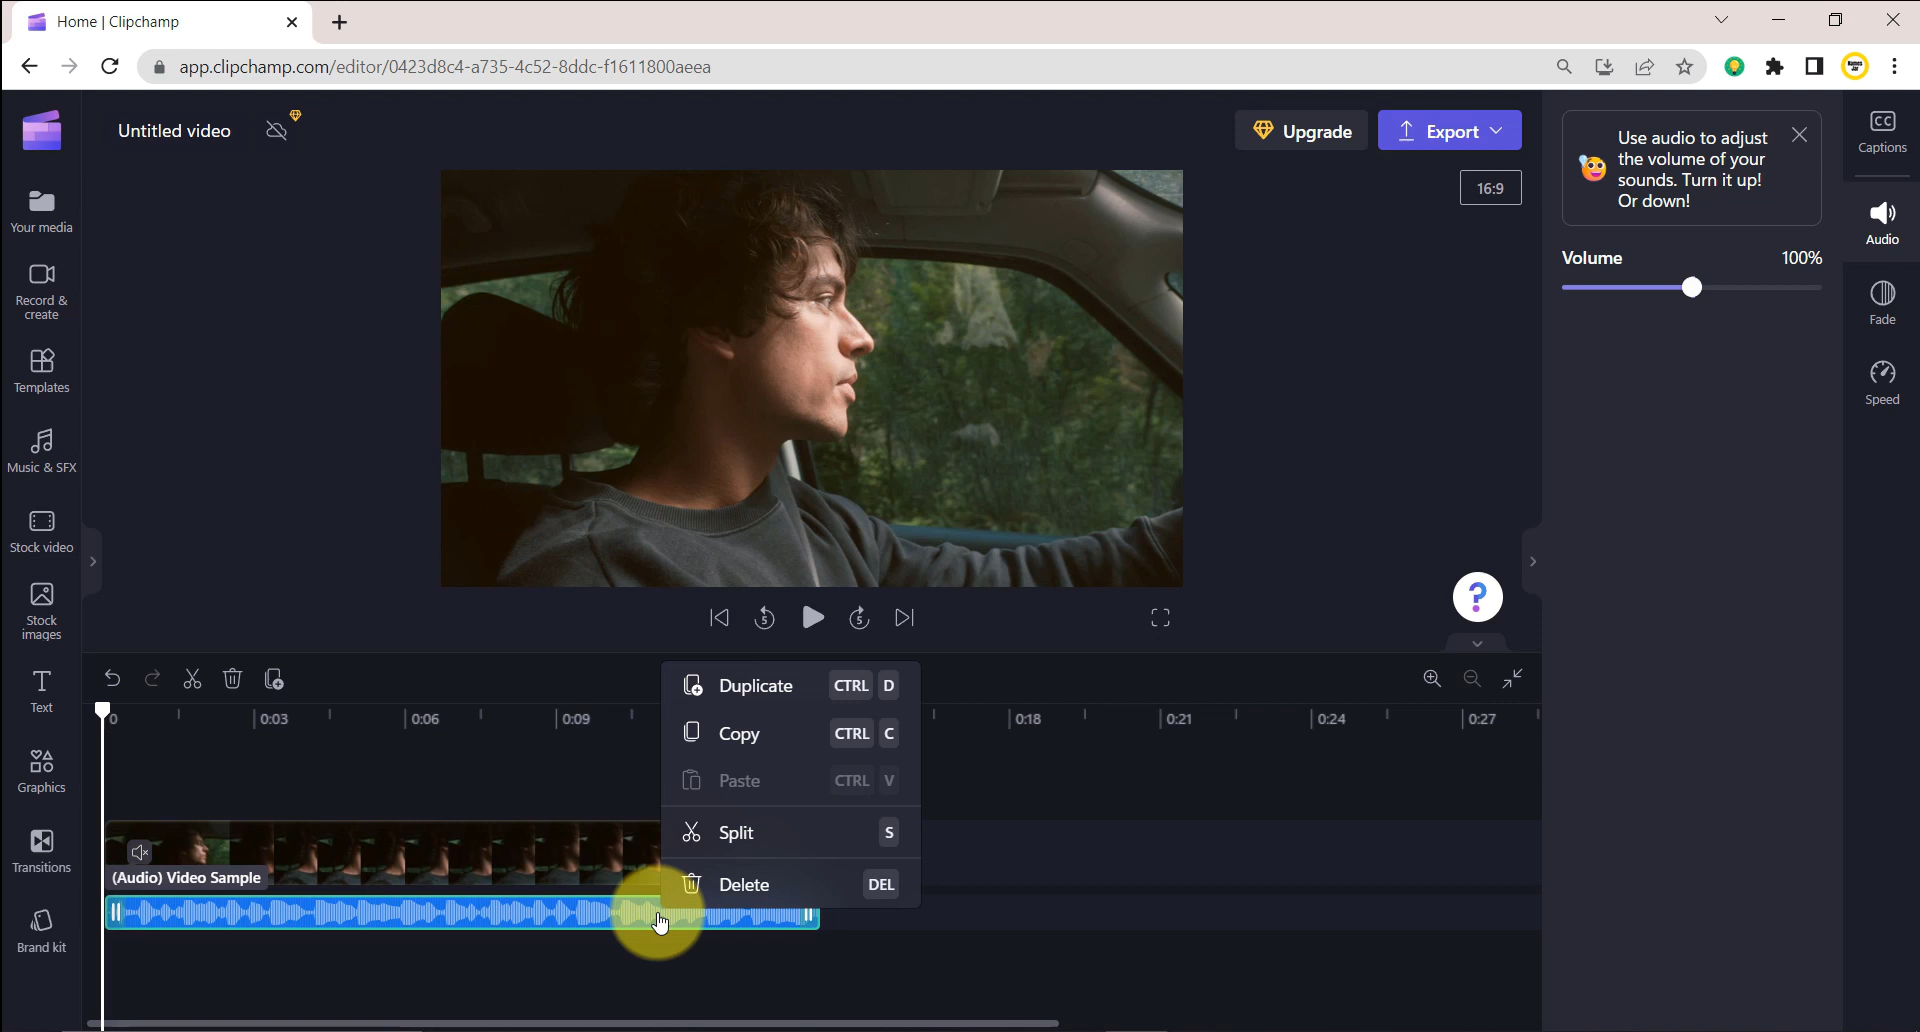 Home | Clipchamp
app.clipchamp.com/editor/0423d8c4-a735-4c52-8ddc-f1611800aeea
Untitled video
Upgrade
Export
16:9
Your media
Record &
create
Templates
Music & SFX
Stock video
Stock
images
Text
Graphics
Transitions
Brand kit
Use audio to adjust
the volume of your
sounds. Turn it up!
Or down!
Volume 100%
CC
Captions
Audio
Fade
Speed
5
5
?
0 0:03 0:06 0:09 0:18 0:21 0:24 0:27
Duplicate CTRL D
Copy CTRL C
Paste CTRL V
Split S
Delete DEL
(Audio) Video Sample